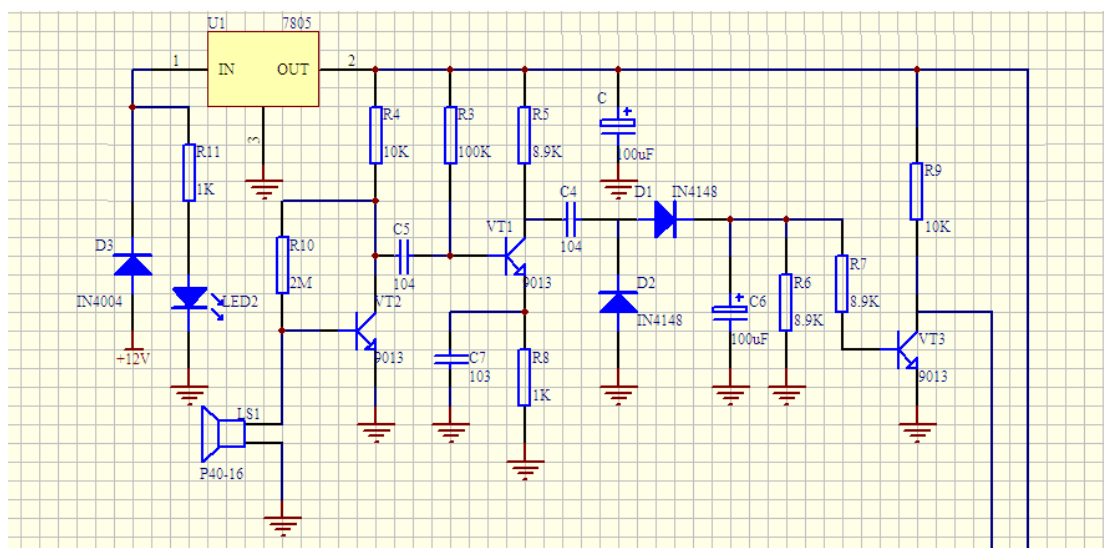 U1 7805
1 IN OUT 2
3
R11
1K
R4
10K
R3
100K
R5
8.9K
C
+
100uF
R9
10K
D3
IN4004
+12V
LED2
R10
2M
C5
104
VT2
9013
VT1
9013
C4
104
D1 IN4148
D2
IN4148
C7
103
R8
1K
C6
+
100uF
R6
8.9K
R7
8.9K
VT3
9013
LS1
P40-16